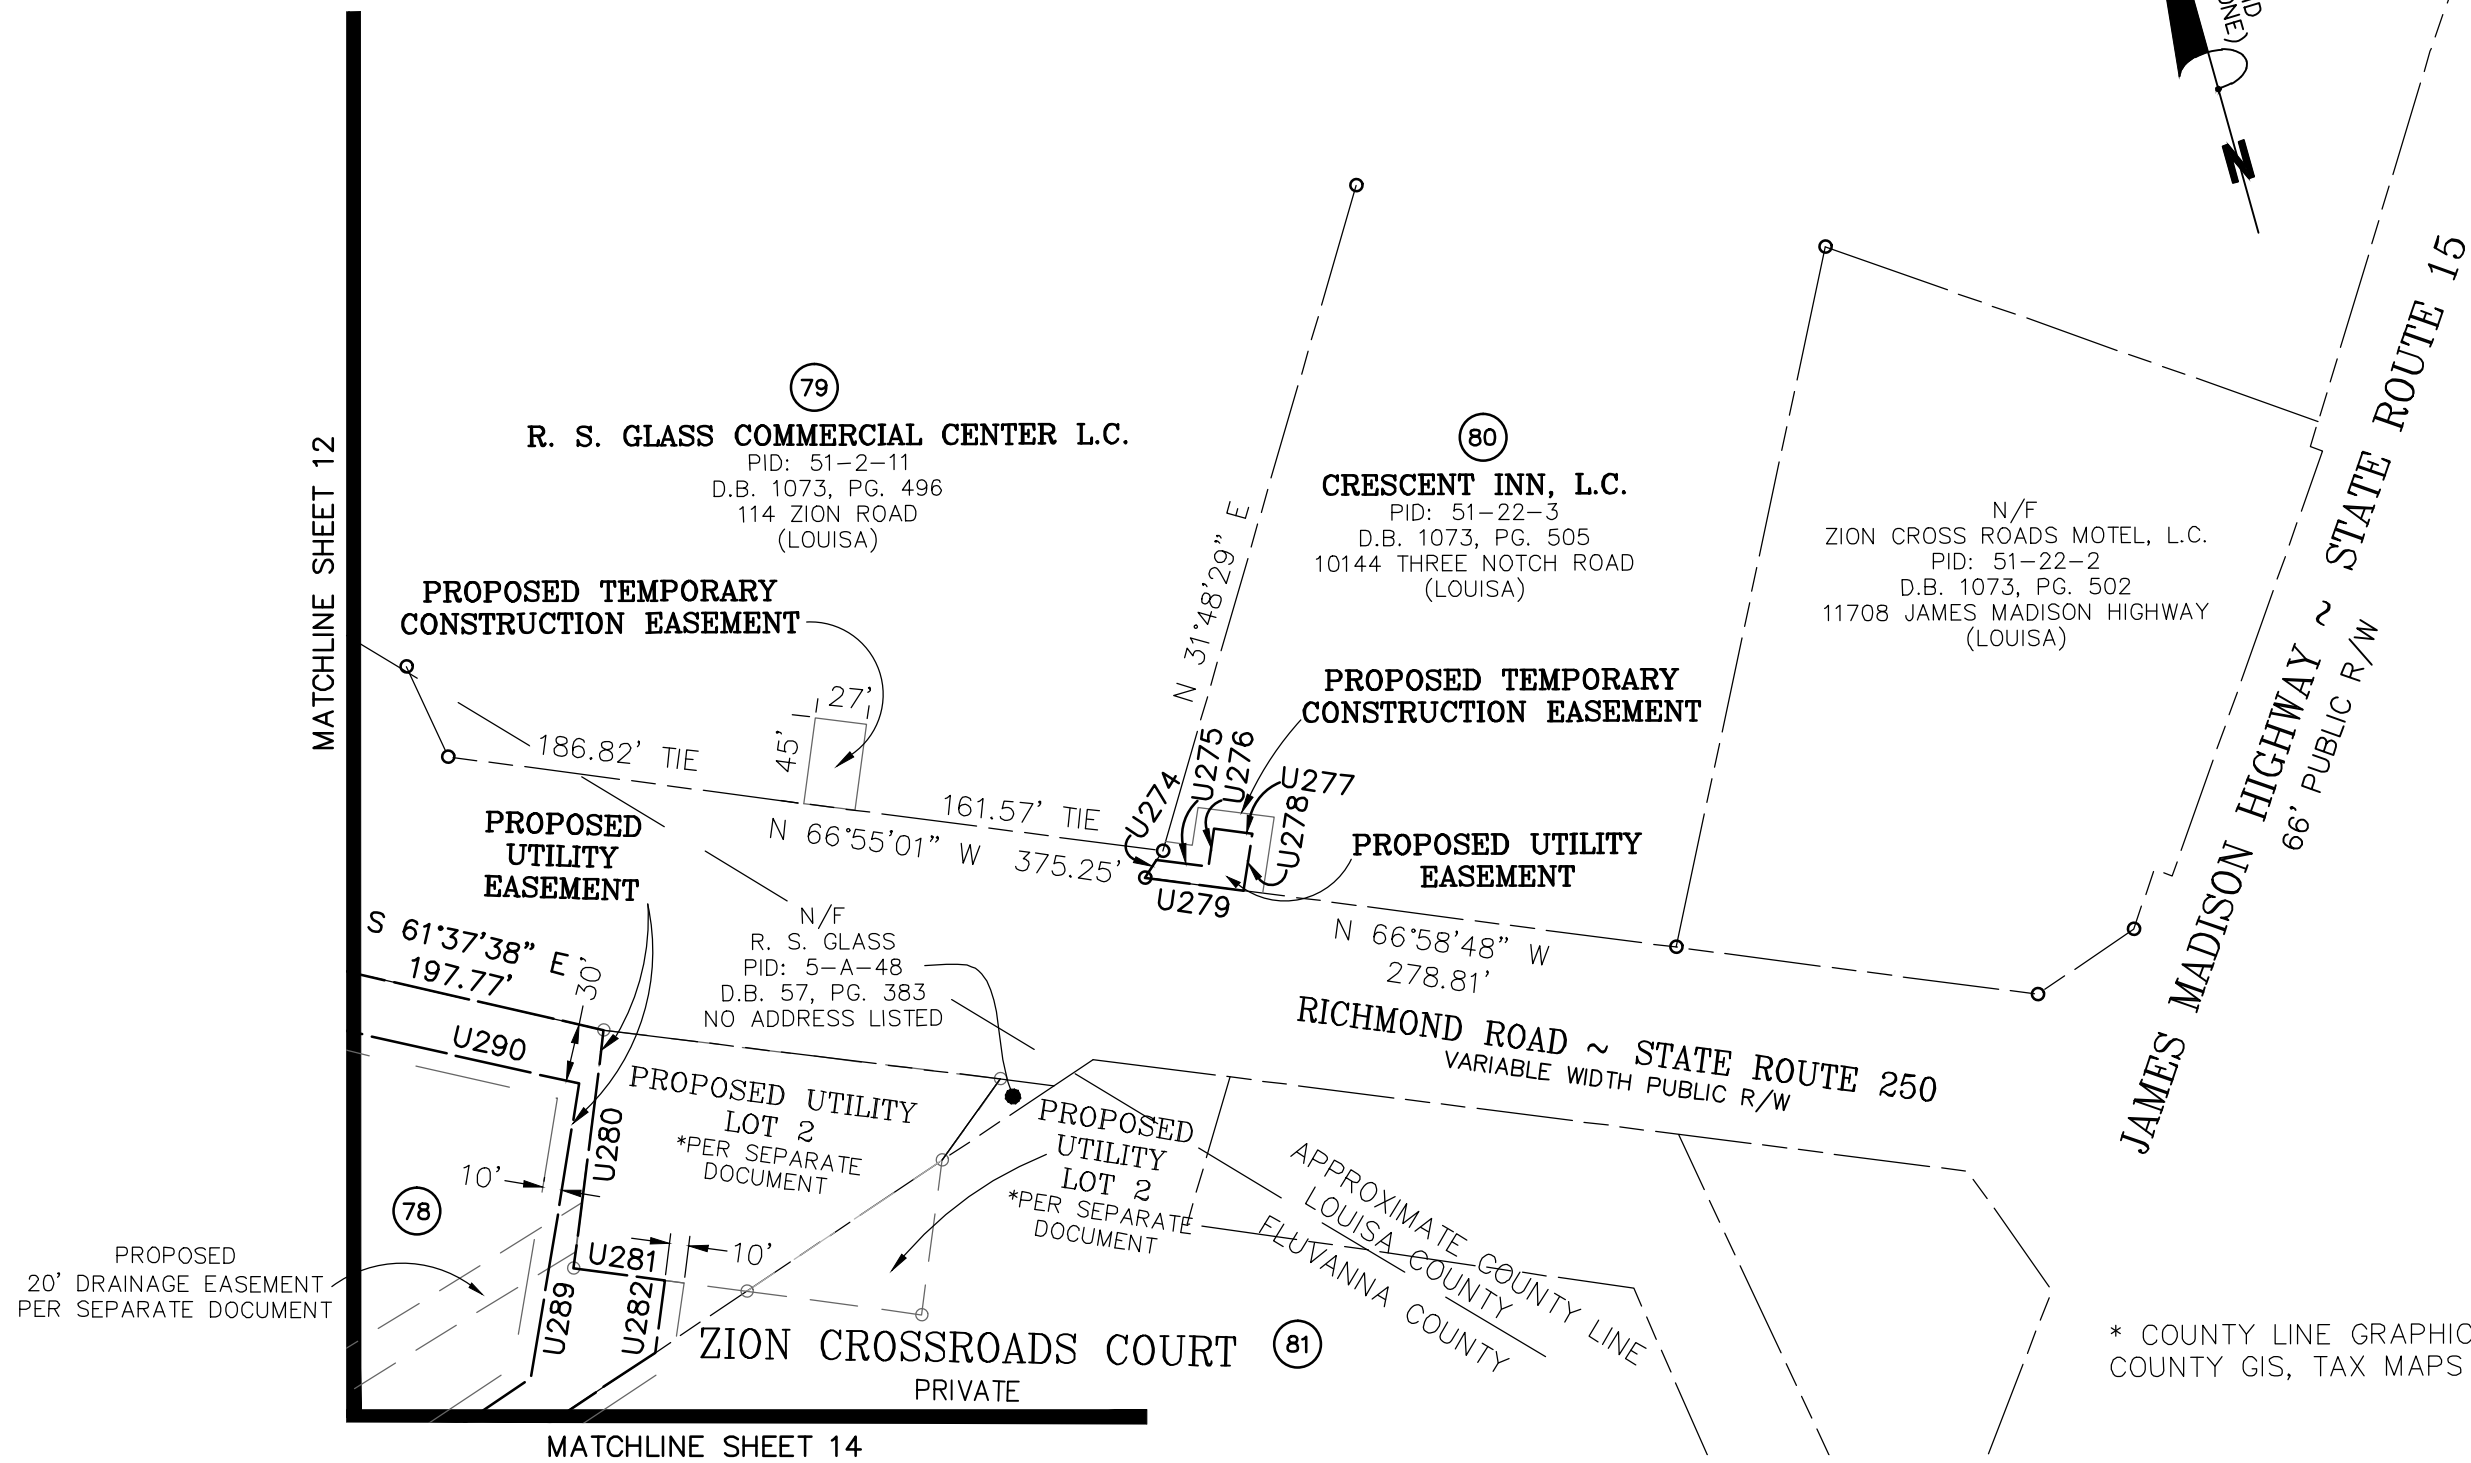 ONE)
N
MATCHLINE SHEET 12
79
R. S. GLASS COMMERCIAL CENTER L.C.
PID: 51-2-11
D.B. 1073, PG. 496
114 ZION ROAD
(LOUISA)
80
CRESCENT INN, L.C.
PID: 51-22-3
D.B. 1073, PG. 505
10144 THREE NOTCH ROAD
(LOUISA)
N/F
ZION CROSS ROADS MOTEL, L.C.
PID: 51-22-2
D.B. 1073, PG. 502
11708 JAMES MADISON HIGHWAY
(LOUISA)
JAMES MADISON HIGHWAY ~ STATE ROUTE 15
66' PUBLIC R/W
PROPOSED TEMPORARY
CONSTRUCTION EASEMENT
27'
45'
186.82' TIE
161.57' TIE
N 66°55'01" W 375.25'
N 31°48'29" E
PROPOSED TEMPORARY
CONSTRUCTION EASEMENT
U274
U275
U276
U277
U278
U279
PROPOSED UTILITY
EASEMENT
N 66°58'48" W
278.81'
RICHMOND ROAD ~ STATE ROUTE 250
VARIABLE WIDTH PUBLIC R/W
PROPOSED
UTILITY
EASEMENT
N/F
R. S. GLASS
PID: 5-A-48
D.B. 57, PG. 383
NO ADDRESS LISTED
S 61°37'38" E
197.77'
30'
U290
U280
PROPOSED UTILITY
LOT 2
*PER SEPARATE
DOCUMENT
PROPOSED
UTILITY
LOT 2
*PER SEPARATE
DOCUMENT
10'
78
PROPOSED
20' DRAINAGE EASEMENT
PER SEPARATE DOCUMENT
U281
10'
U289
U282
APPROXIMATE COUNTY LINE
LOUISA COUNTY
FLUVANNA COUNTY
ZION CROSSROADS COURT
PRIVATE
81
* COUNTY LINE GRAPHIC
COUNTY GIS, TAX MAPS
MATCHLINE SHEET 14